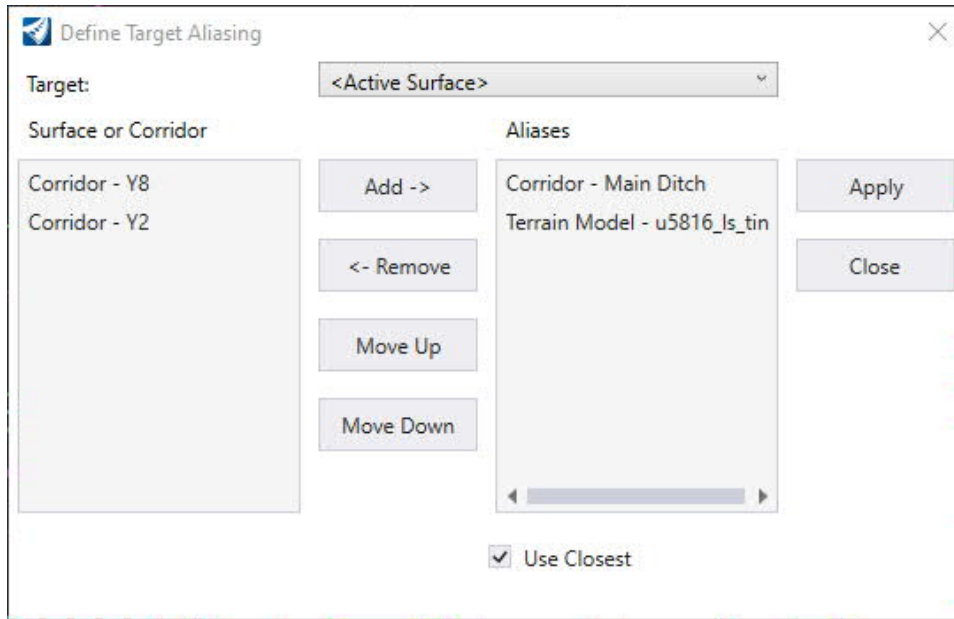 Define Target Aliasing
Target:
<Active Surface>
Surface or Corridor
Aliases
Corridor - Y8
Corridor - Y2
Add ->
<- Remove
Move Up
Move Down
Corridor - Main Ditch
Terrain Model - u5816_ls_tin
Apply
Close
Use Closest